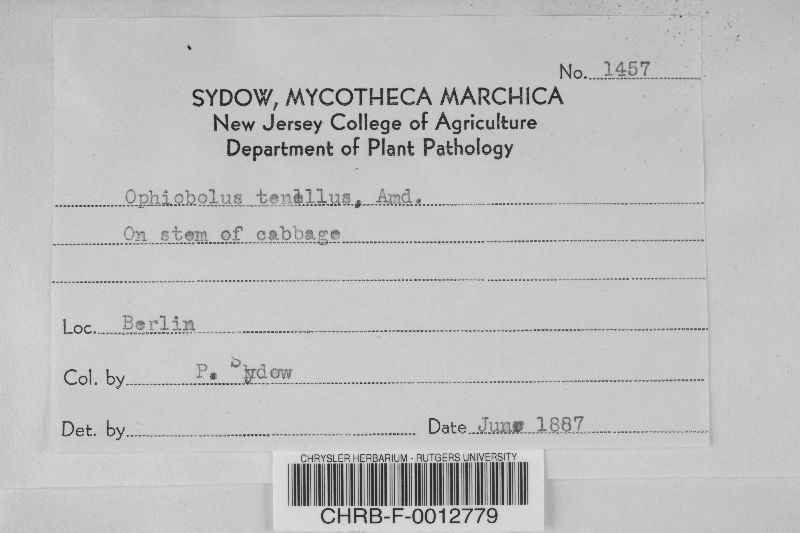 No. 1457
SYDOW, MYCOTHECA MARCHICA
New Jersey College of Agriculture
Department of Plant Pathology
Ophiobolus tenellus, Amd.
On stem of cabbage
Loc. Berlin
Col. by P. Sydow
Det. by
Date June 1887
CHRYSLER HERBARIUM - RUTGERS UNIVERSITY
CHRB-F-0012779